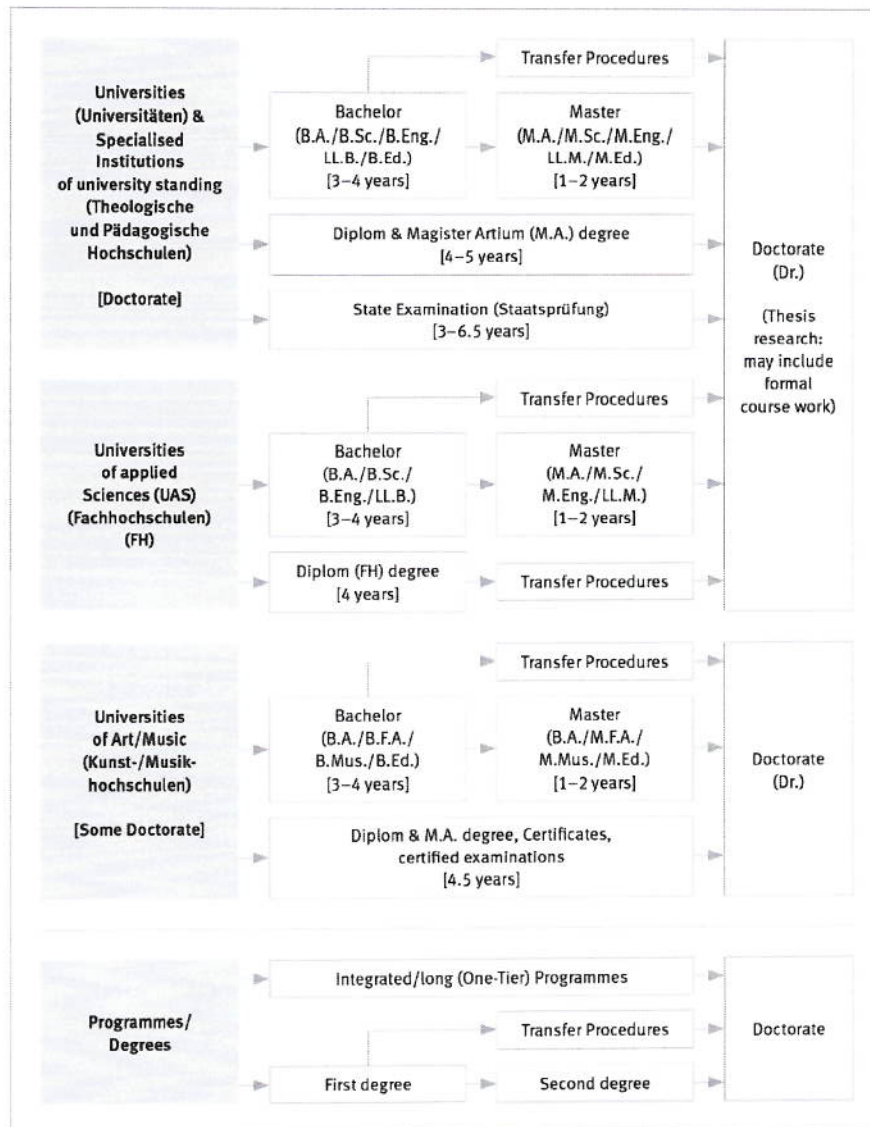 Universities
(Universitäten) &
Specialised
Institutions
of university standing
(Theologische
und Pädagogische
Hochschulen)
[Doctorate]
Transfer Procedures
Bachelor
(B.A./B.Sc./B.Eng./
LL.B./B.Ed.)
[3–4 years]
Master
(M.A./M.Sc./M.Eng./
LL.M./M.Ed.)
[1–2 years]
Diplom & Magister Artium (M.A.) degree
[4–5 years]
State Examination (Staatsprüfung)
[3–6.5 years]
Doctorate
(Dr.)
(Thesis
research:
may include
formal
course work)
Universities
of applied
Sciences (UAS)
(Fachhochschulen)
(FH)
Transfer Procedures
Bachelor
(B.A./B.Sc./
B.Eng./LL.B.)
[3–4 years]
Master
(M.A./M.Sc./
M.Eng./LL.M.)
[1–2 years]
Diplom (FH) degree
[4 years]
Transfer Procedures
Universities
of Art/Music
(Kunst-/Musik-
hochschulen)
[Some Doctorate]
Transfer Procedures
Bachelor
(B.A./B.F.A./
B.Mus./B.Ed.)
[3–4 years]
Master
(B.A./M.F.A./
M.Mus./M.Ed.)
[1–2 years]
Diplom & M.A. degree, Certificates,
certified examinations
[4.5 years]
Doctorate
(Dr.)
Programmes/
Degrees
Integrated/long (One-Tier) Programmes
Transfer Procedures
First degree
Second degree
Doctorate